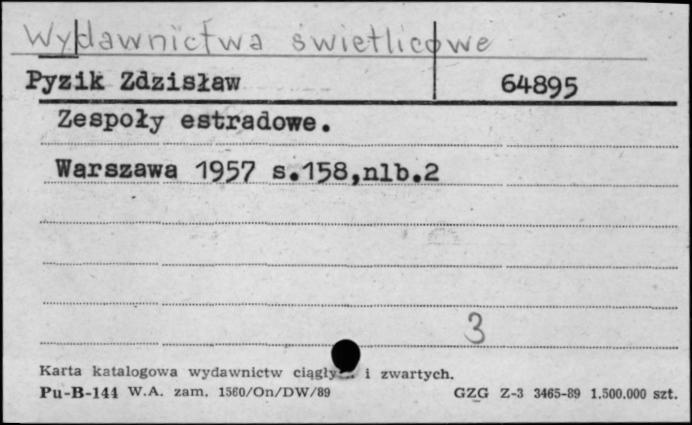 Wydawnictwa świetlicowe
Pyzik Zdzisław 64895
Zespoły estradowe.
Warszawa 1957 s.158,nlb.2
3
Karta katalogowa wydawnictw i zwartych.
Pu-B-144 W.A. zam. 1560/On/DW/89 GZG Z-3 3465-89 1.500.000 szt.